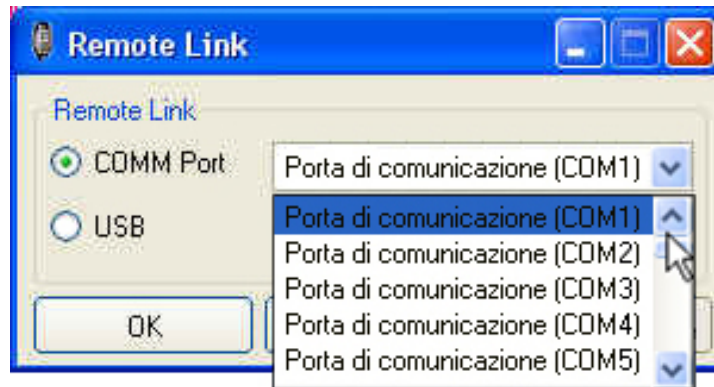 Remote Link
Remote Link
COMM Port
Porta di comunicazione (COM1)
USB
Porta di comunicazione (COM1)
Porta di comunicazione (COM2)
Porta di comunicazione (COM3)
Porta di comunicazione (COM4)
Porta di comunicazione (COM5)
OK